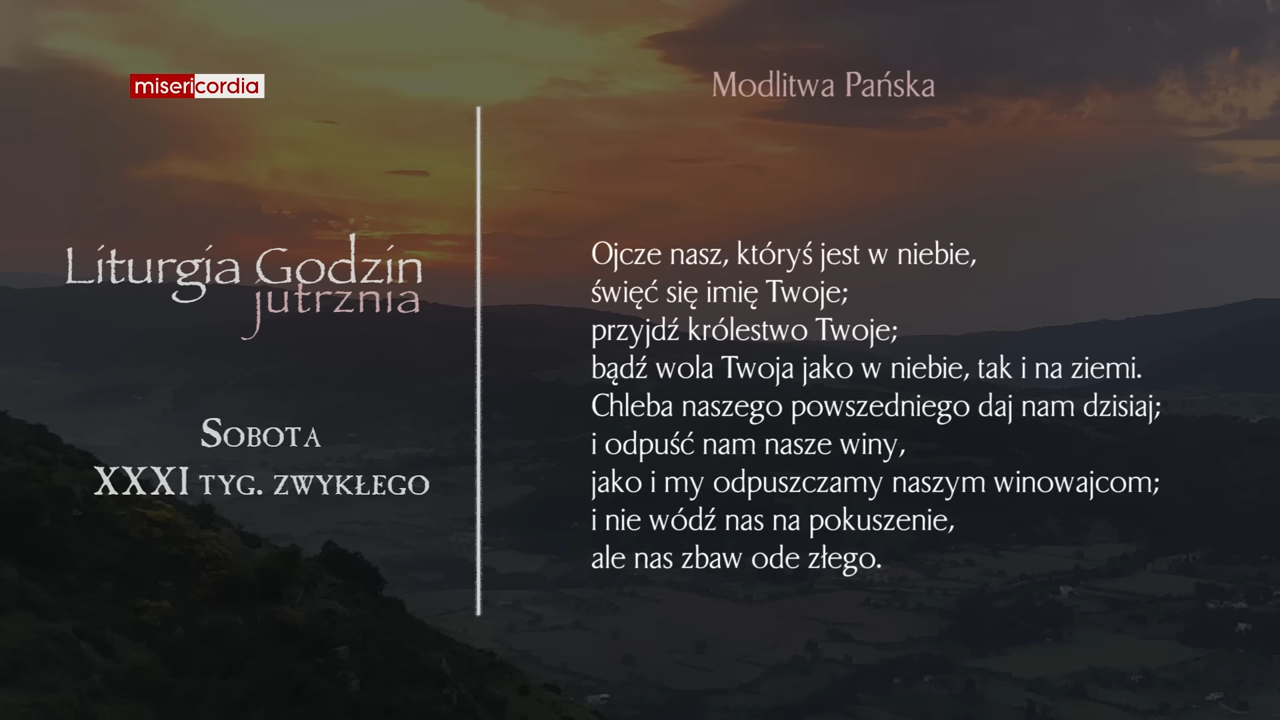 misericordia
Liturgia Godzin
jutrznia
Sobota
XXXI tyg. zwykłego
Modlitwa Pańska
Ojcze nasz, któryś jest w niebie,
święć się imię Twoje;
przyjdź królestwo Twoje;
bądź wola Twoja jako w niebie, tak i na ziemi.
Chleba naszego powszedniego daj nam dzisiaj;
i odpuść nam nasze winy,
jako i my odpuszczamy naszym winowajcom;
i nie wódź nas na pokuszenie,
ale nas zbaw ode złego.